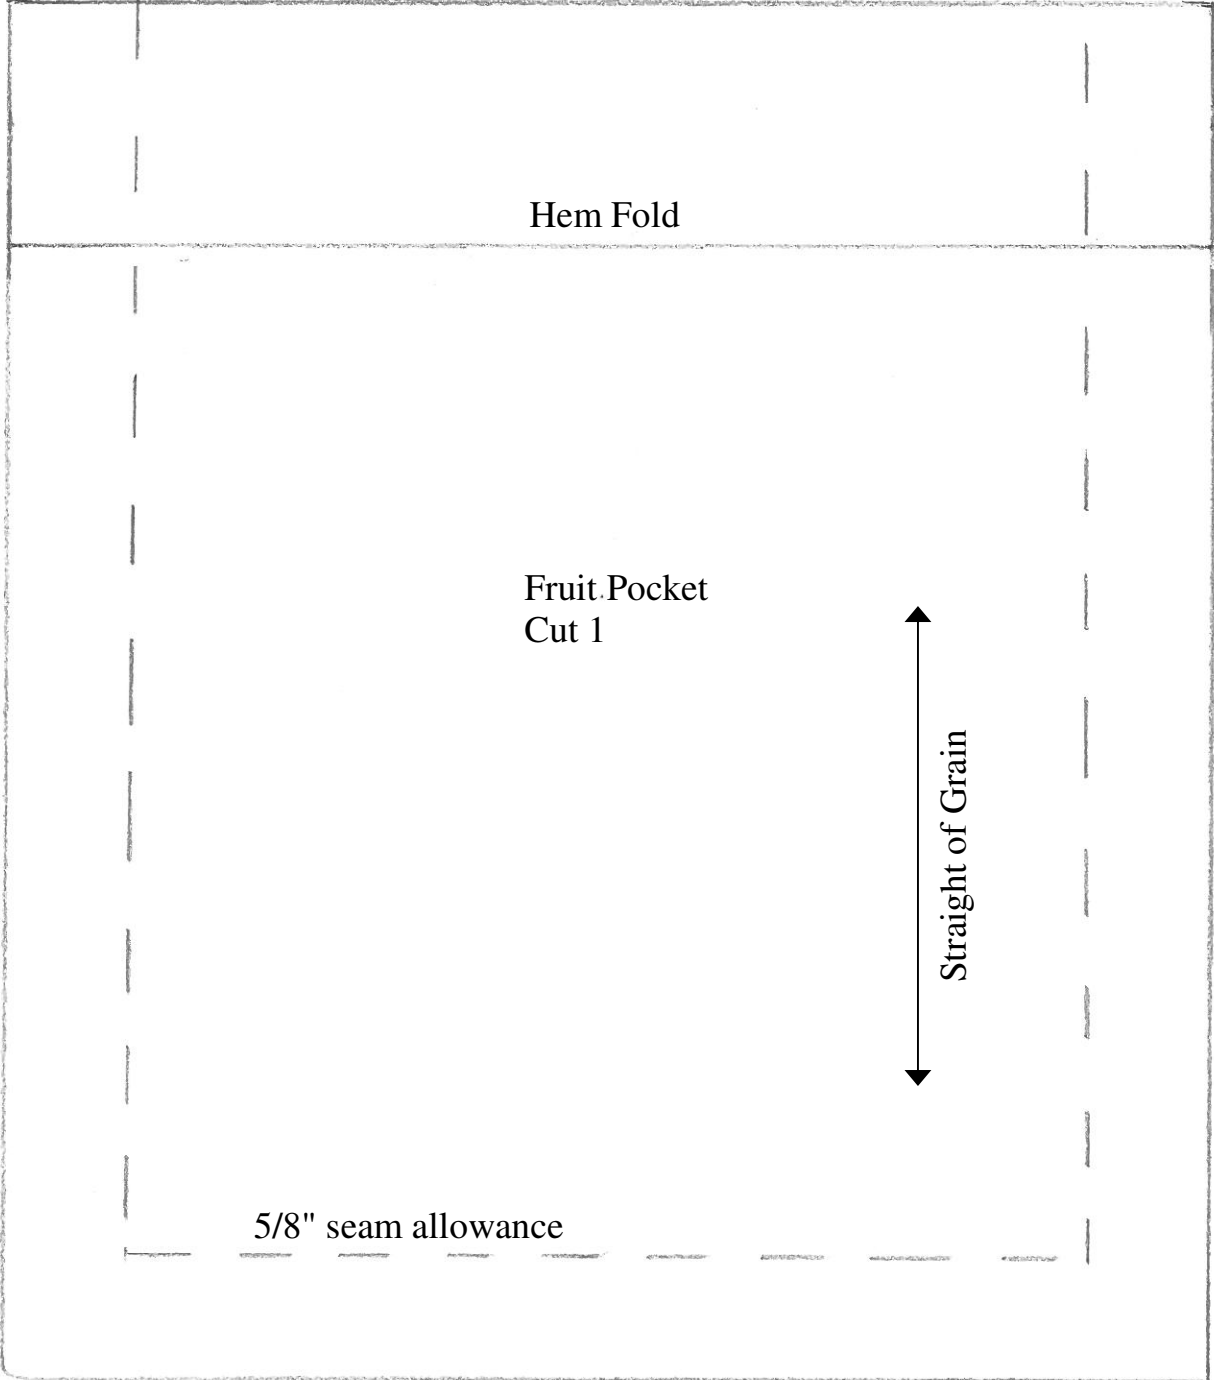 Hem Fold
Fruit Pocket
Cut 1
Straight of Grain
5/8" seam allowance